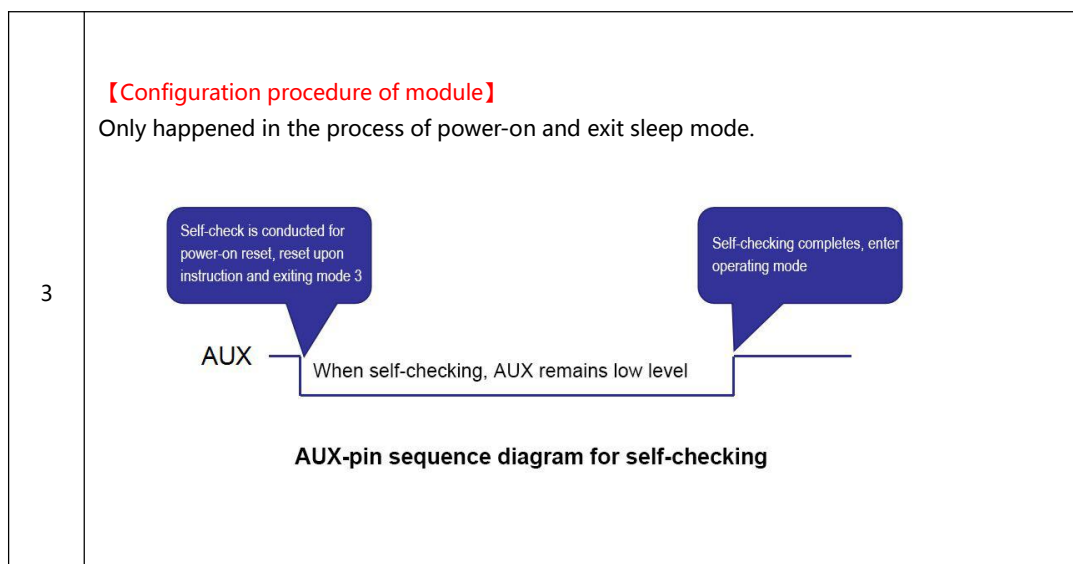 【Configuration procedure of module】
Only happened in the process of power-on and exit sleep mode.
Self-check is conducted for
power-on reset, reset upon
instruction and exiting mode 3
Self-checking completes, enter
operating mode
3
AUX
When self-checking, AUX remains low level
AUX-pin sequence diagram for self-checking